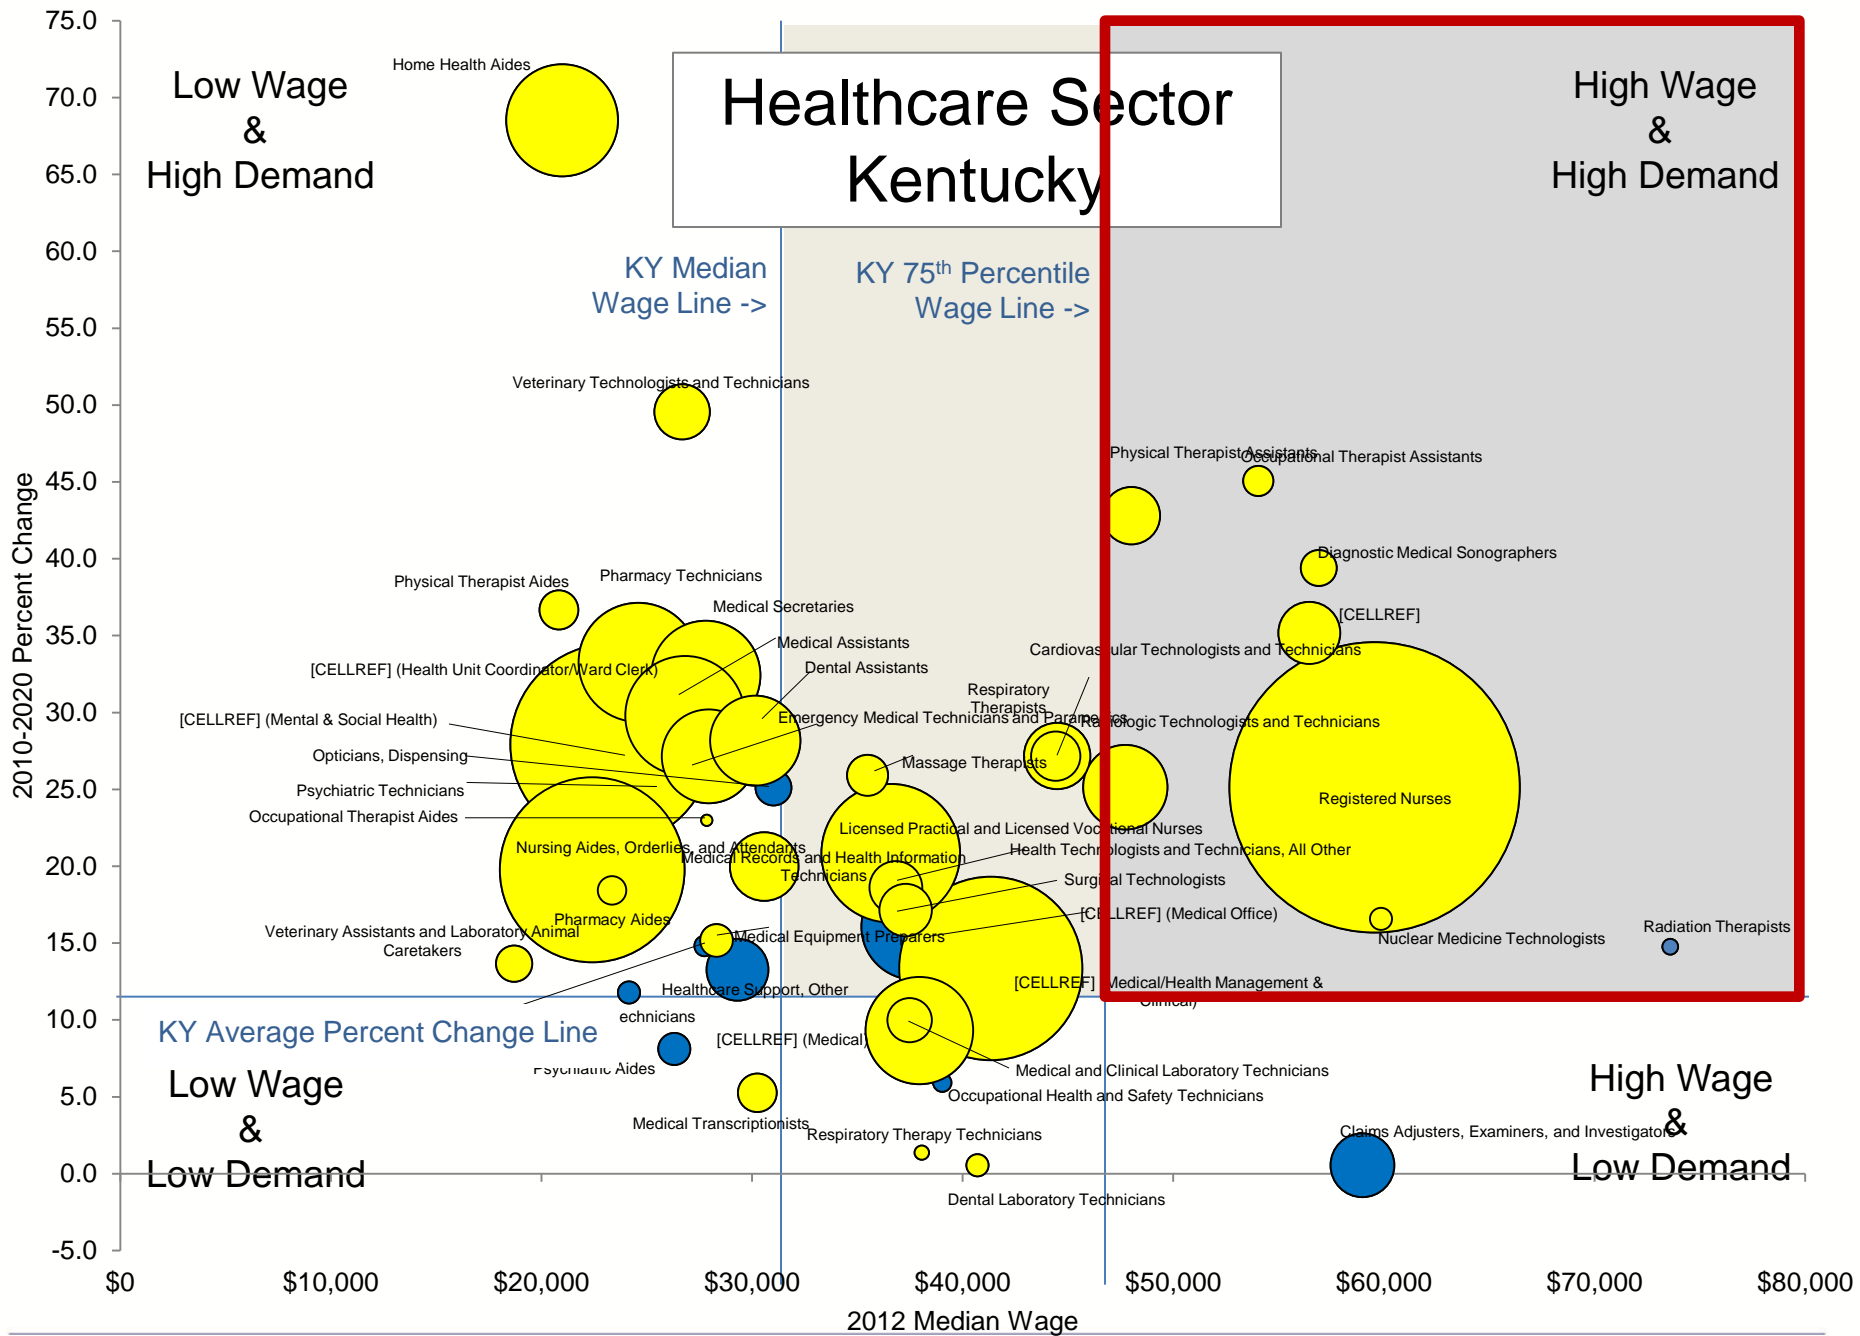 75.0
70.0
65.0
60.0
55.0
50.0
45.0
40.0
35.0
30.0
25.0
20.0
15.0
10.0
5.0
0.0
-5.0
2010-2020 Percent Change
Low Wage
&
High Demand
Home Health Aides
Healthcare Sector
Kentucky
High Wage
&
High Demand
KY Median
Wage Line ->
KY 75th Percentile
Wage Line ->
Veterinary Technologists and Technicians
Physical Therapist Assistants
Occupational Therapist Assistants
Diagnostic Medical Sonographers
Physical Therapist Aides
Pharmacy Technicians
Medical Secretaries
[CELLREF]
Medical Assistants
Cardiovascular Technologists and Technicians
Dental Assistants
[CELLREF] (Health Unit Coordinator/Ward Clerk)
Respiratory
Therapists
[CELLREF] (Mental & Social Health)
Emergency Medical Technicians and Paramedics
Radiologic Technologists and Technicians
Opticians, Dispensing
Massage Therapists
Psychiatric Technicians
Registered Nurses
Occupational Therapist Aides
Licensed Practical and Licensed Vocational Nurses
Nursing Aides, Orderlies, and Attendants
Health Technologists and Technicians, All Other
Medical Records and Health Information
Technicians
Surgical Technologists
[CELLREF] (Medical Office)
Pharmacy Aides
Radiation Therapists
Veterinary Assistants and Laboratory Animal
Caretakers
Medical Equipment Preparers
Nuclear Medicine Technologists
[CELLREF] (Medical/Health Management &
Clinical)
Healthcare Support, Other
echnicians
KY Average Percent Change Line
[CELLREF] (Medical)
Psychiatric Aides
Medical and Clinical Laboratory Technicians
Occupational Health and Safety Technicians
Low Wage
&
Low Demand
High Wage
&
Low Demand
Medical Transcriptionists
Respiratory Therapy Technicians
Claims Adjusters, Examiners, and Investigators
Dental Laboratory Technicians
$0
$10,000
$20,000
$30,000
$40,000
$50,000
$60,000
$70,000
$80,000
2012 Median Wage